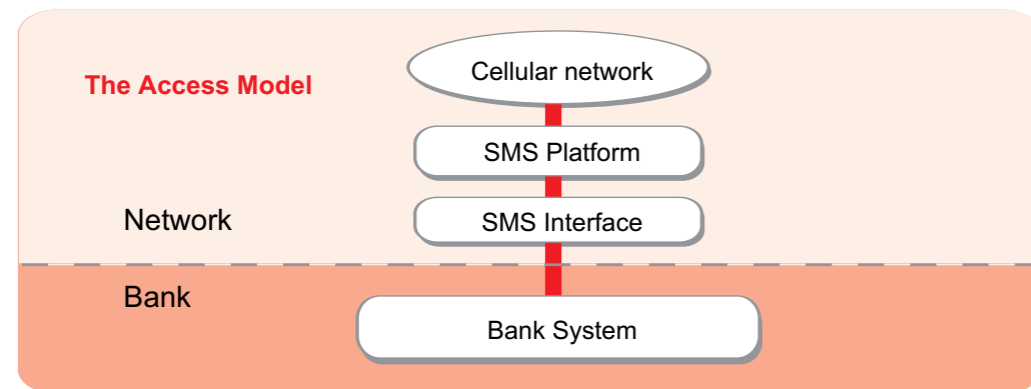 Cellular network
The Access Model
SMS Platform
Network
SMS Interface
Bank
Bank System